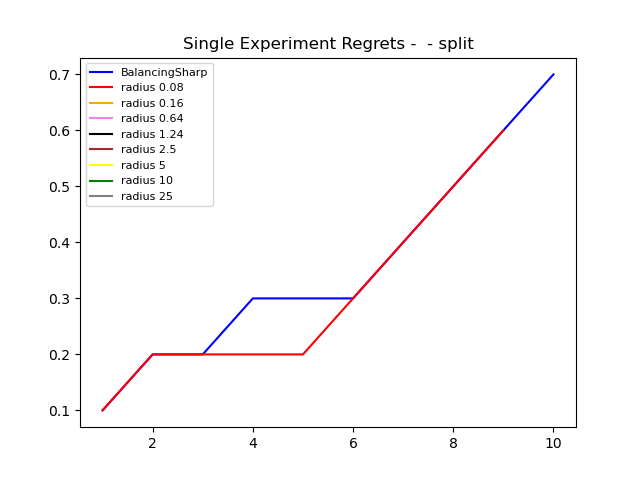 Single Experiment Regrets -  - split
BalancingSharp
radius 0.08
radius 0.16
radius 0.64
radius 1.24
radius 2.5
radius 5
radius 10
radius 25
0.7
0.6
0.5
0.4
0.3
0.2
0.1
2 4 6 8 10